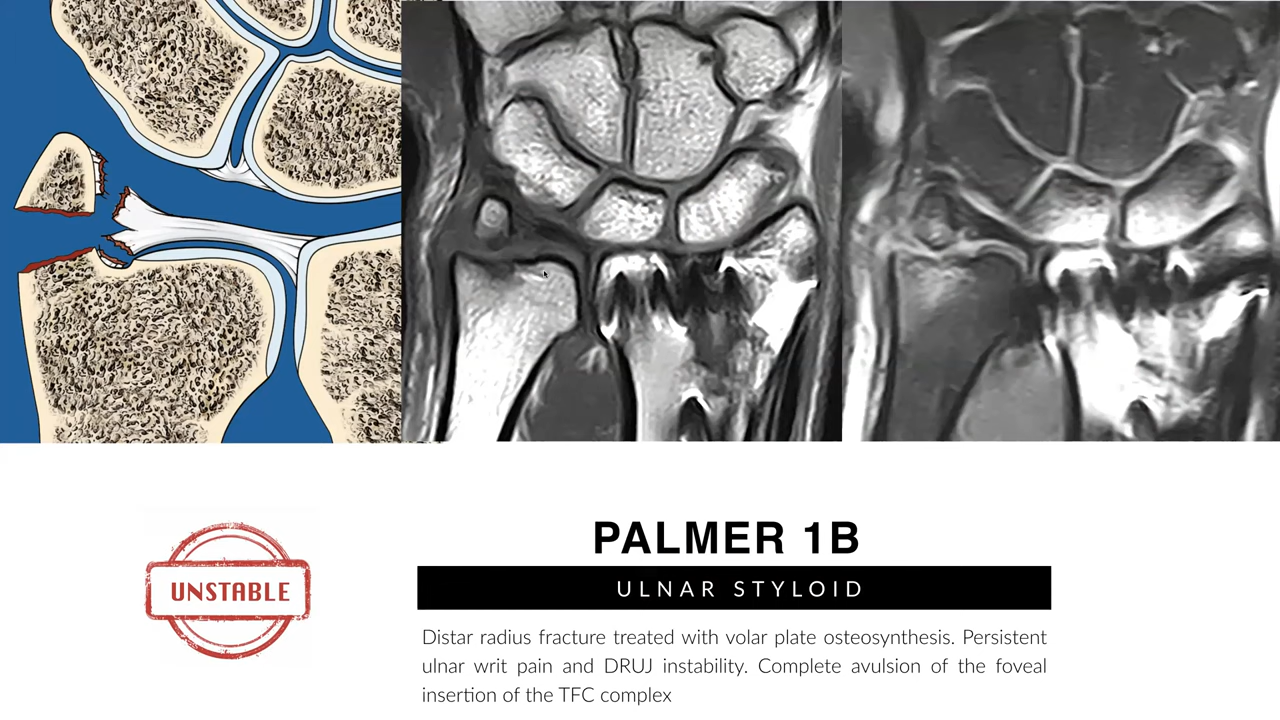 PALMER 1B
ULNAR STYLOID
UNSTABLE
Distar radius fracture treated with volar plate osteosynthesis. Persistent
ulnar writ pain and DRUJ instability. Complete avulsion of the foveal
insertion of the TFC complex